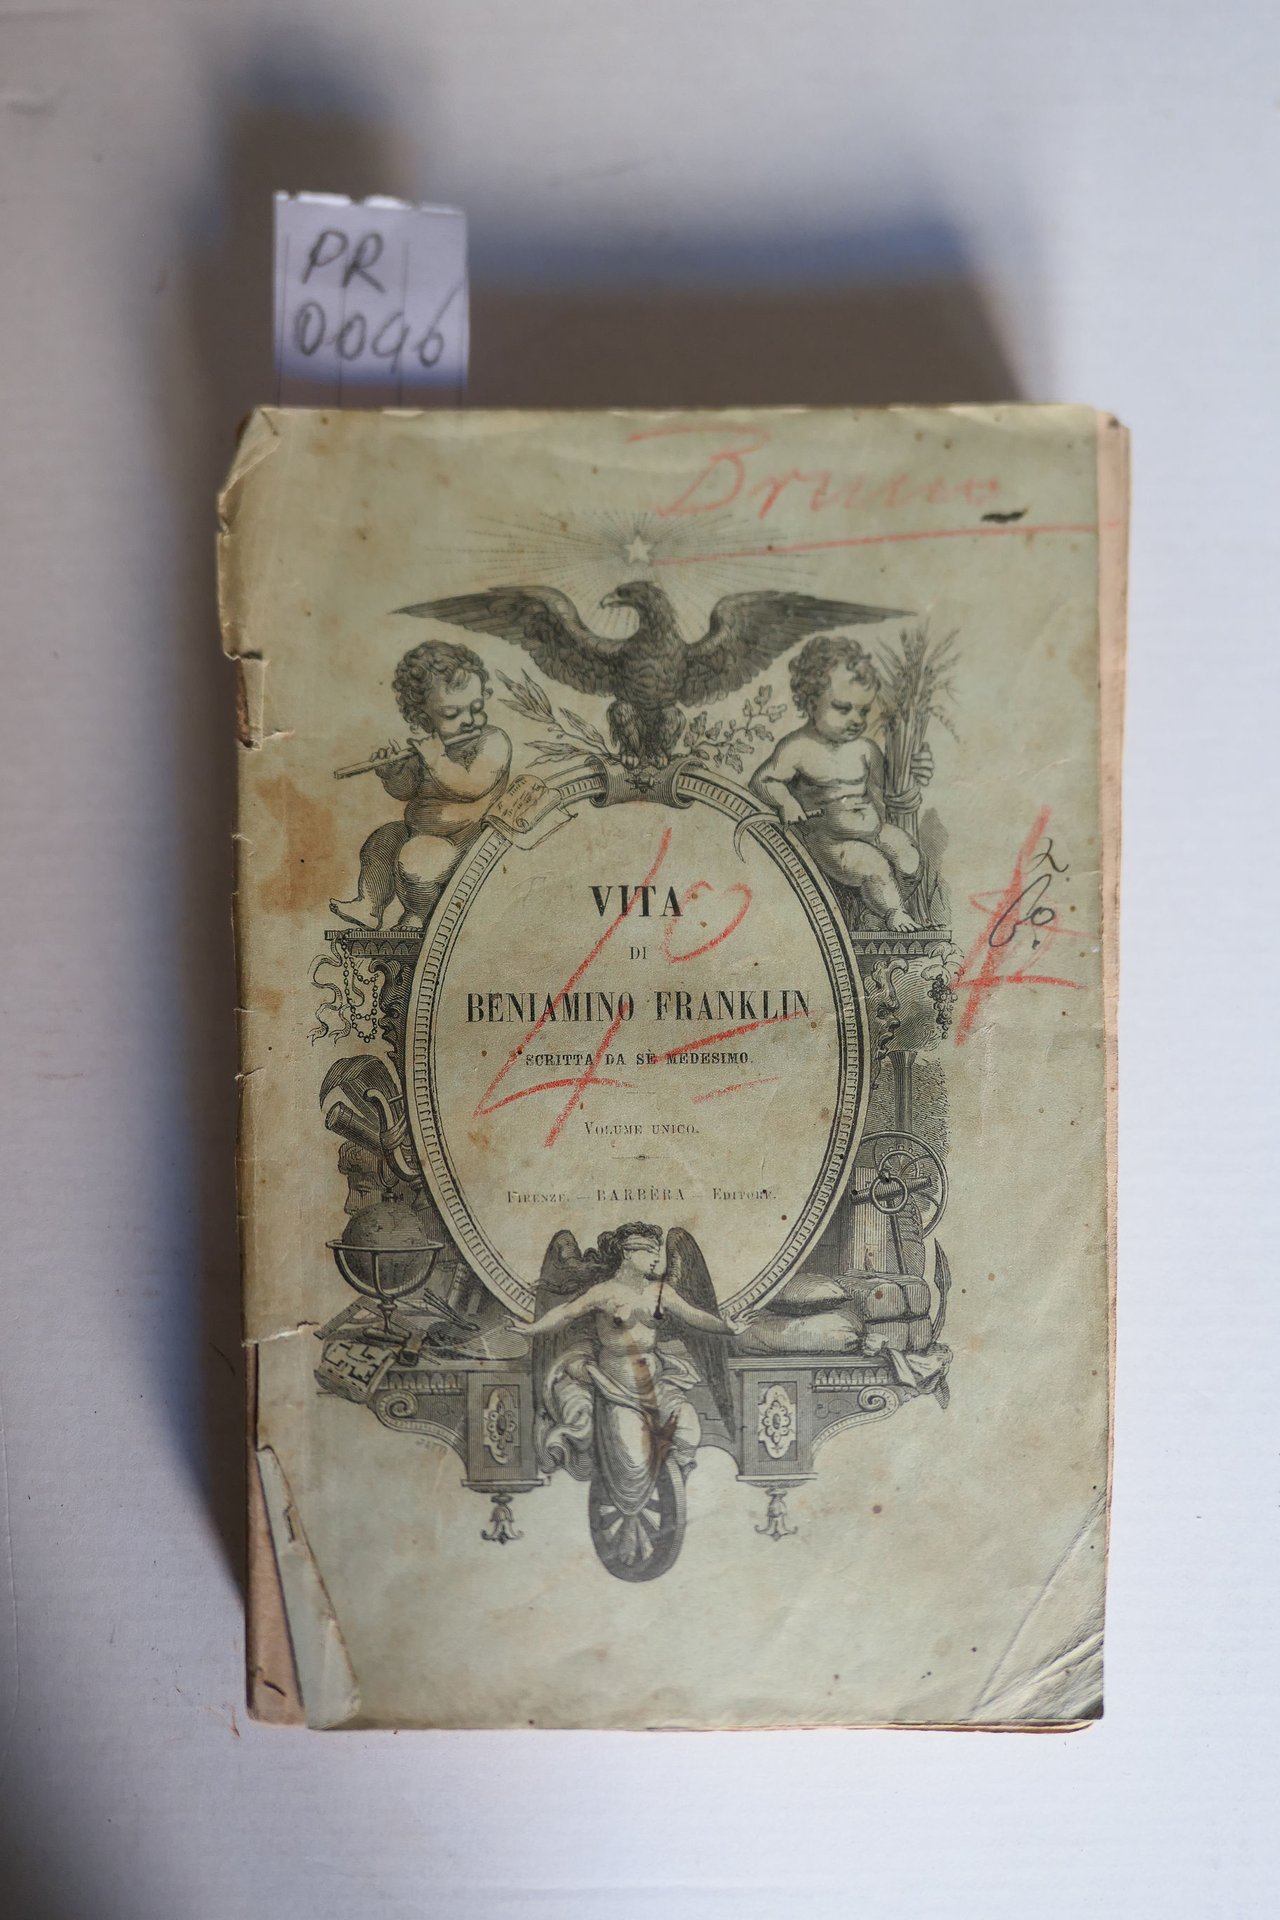 PR
0096
Bruno
VITA
DI
BENIAMINO FRANKLIN
SCRITTA DA SÈ MEDESIMO.
VOLUME UNICO.
FIRENZE. — BARBÈRA — EDITORE.